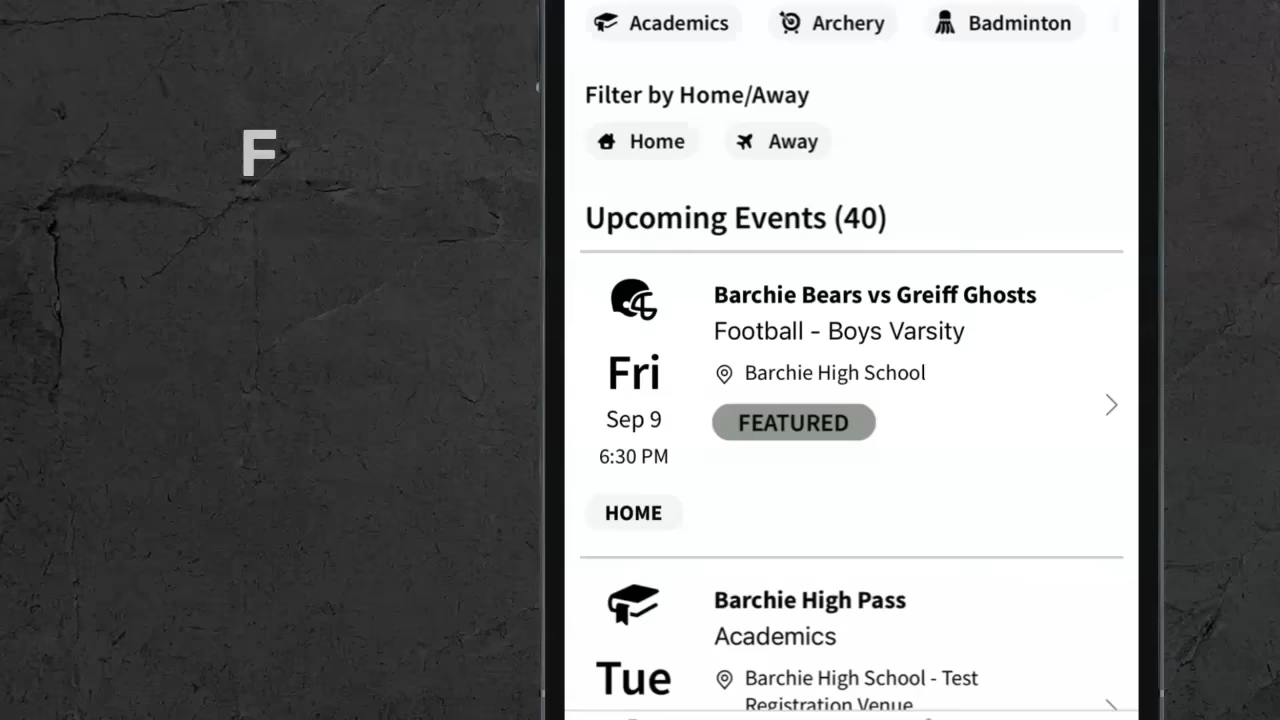 Academics Archery Badminton
Filter by Home/Away
F
Home Away
Upcoming Events (40)
Barchie Bears vs Greiff Ghosts
Football - Boys Varsity
Fri
Barchie High School
Sep 9
FEATURED
6:30 PM
HOME
Barchie High Pass
Academics
Tue
Barchie High School - Test
Registration Venue